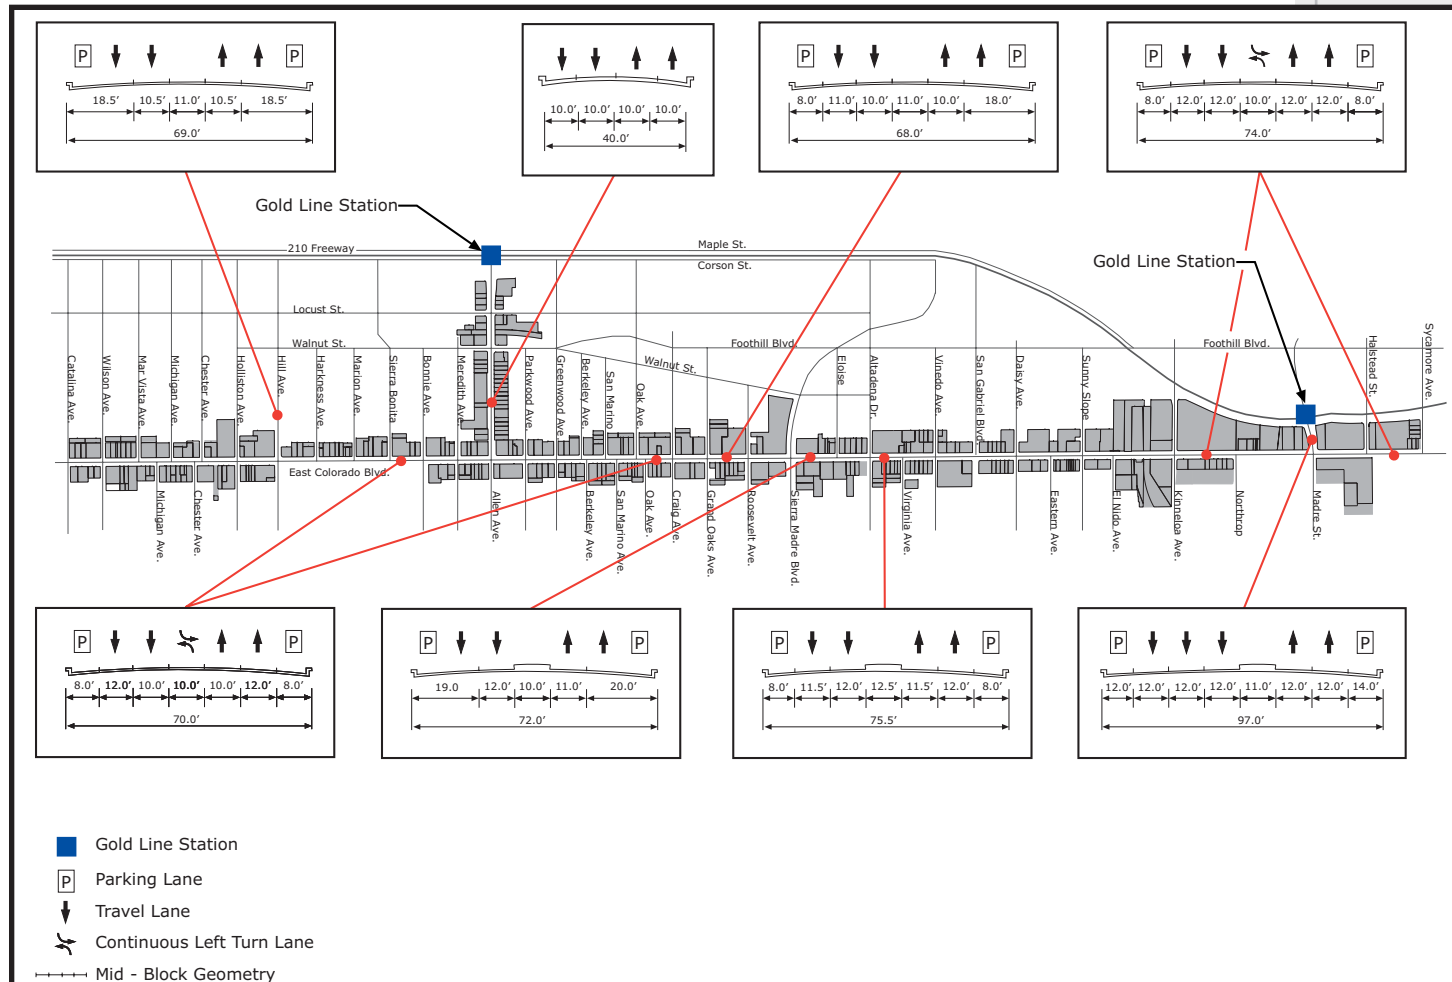 P P
18.5’ 10.5’ 11.0’ 10.5’ 18.5’
69.0’
10.0’ 10.0’ 10.0’ 10.0’
40.0’
P P
8.0’ 11.0’ 10.0’ 11.0’ 10.0’ 18.0’
68.0’
P P
8.0’ 12.0’ 12.0’ 10.0’ 12.0’ 12.0’ 8.0’
74.0’
Gold Line Station
210 Freeway
Maple St.
Corson St.
Gold Line Station
Locust St.
Walnut St.
Walnut St.
Foothill Blvd.
Foothill Blvd.
Catalina Ave.
Wilson Ave.
Mar Vista Ave.
Michigan Ave.
Chester Ave.
Holliston Ave.
Hill Ave.
Harkness Ave.
Marion Ave.
Sierra Bonita
Bonnie Ave.
Meredith Ave.
Parkwood Ave.
Greenwood Ave.
Berkeley Ave.
San Marino
Oak Ave.
Eloise
Altadena Dr.
Vinedo Ave.
San Gabriel Blvd.
Daisy Ave.
Sunny Slope
Halstead St.
Sycamore Ave.
East Colorado Blvd.
Michigan Ave.
Chester Ave.
Allen Ave.
Berkeley Ave.
San Marino Ave.
Oak Ave.
Craig Ave.
Grand Oaks Ave.
Roosevelt Ave.
Sierra Madre Blvd.
Virginia Ave.
Eastern Ave.
El Nido Ave.
Kinneloa Ave.
Northrop
Madre St.
P P
8.0’ 12.0’ 10.0’ 10.0’ 10.0’ 12.0’ 8.0’
70.0’
P P
19.0 12.0’ 10.0’ 11.0’ 20.0’
72.0’
P P
8.0’ 11.5’ 12.0’ 12.5’ 11.5’ 12.0’ 8.0’
75.5’
P P
12.0’ 12.0’ 12.0’ 12.0’ 11.0’ 12.0’ 12.0’ 14.0’
97.0’
Gold Line Station
P Parking Lane
Travel Lane
Continuous Left Turn Lane
Mid - Block Geometry